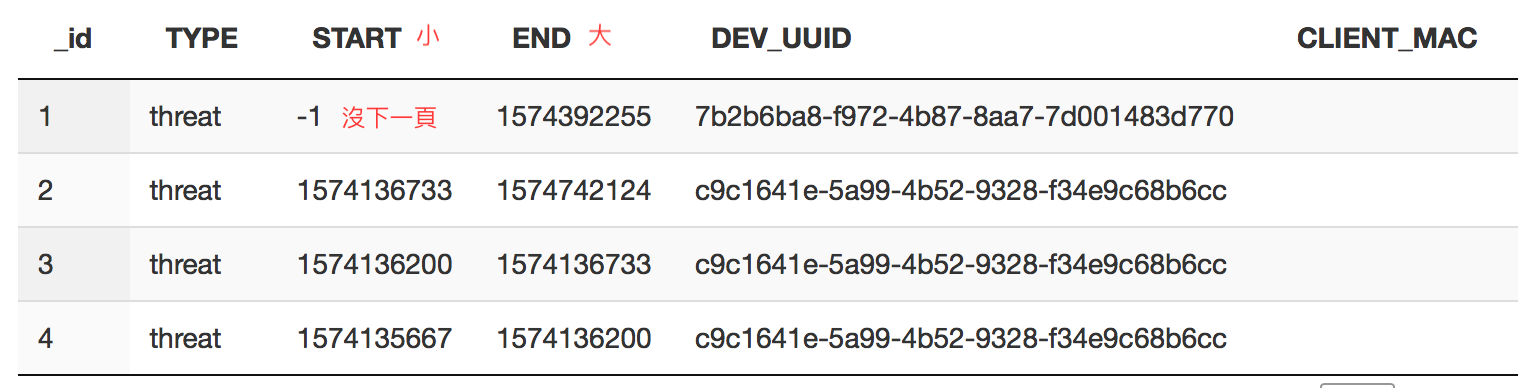 _id TYPE START 小 END 大 DEV_UUID CLIENT_MAC
1 threat -1 沒下一頁 1574392255 7b2b6ba8-f972-4b87-8aa7-7d001483d770
2 threat 1574136733 1574742124 c9c1641e-5a99-4b52-9328-f34e9c68b6cc
3 threat 1574136200 1574136733 c9c1641e-5a99-4b52-9328-f34e9c68b6cc
4 threat 1574135667 1574136200 c9c1641e-5a99-4b52-9328-f34e9c68b6cc